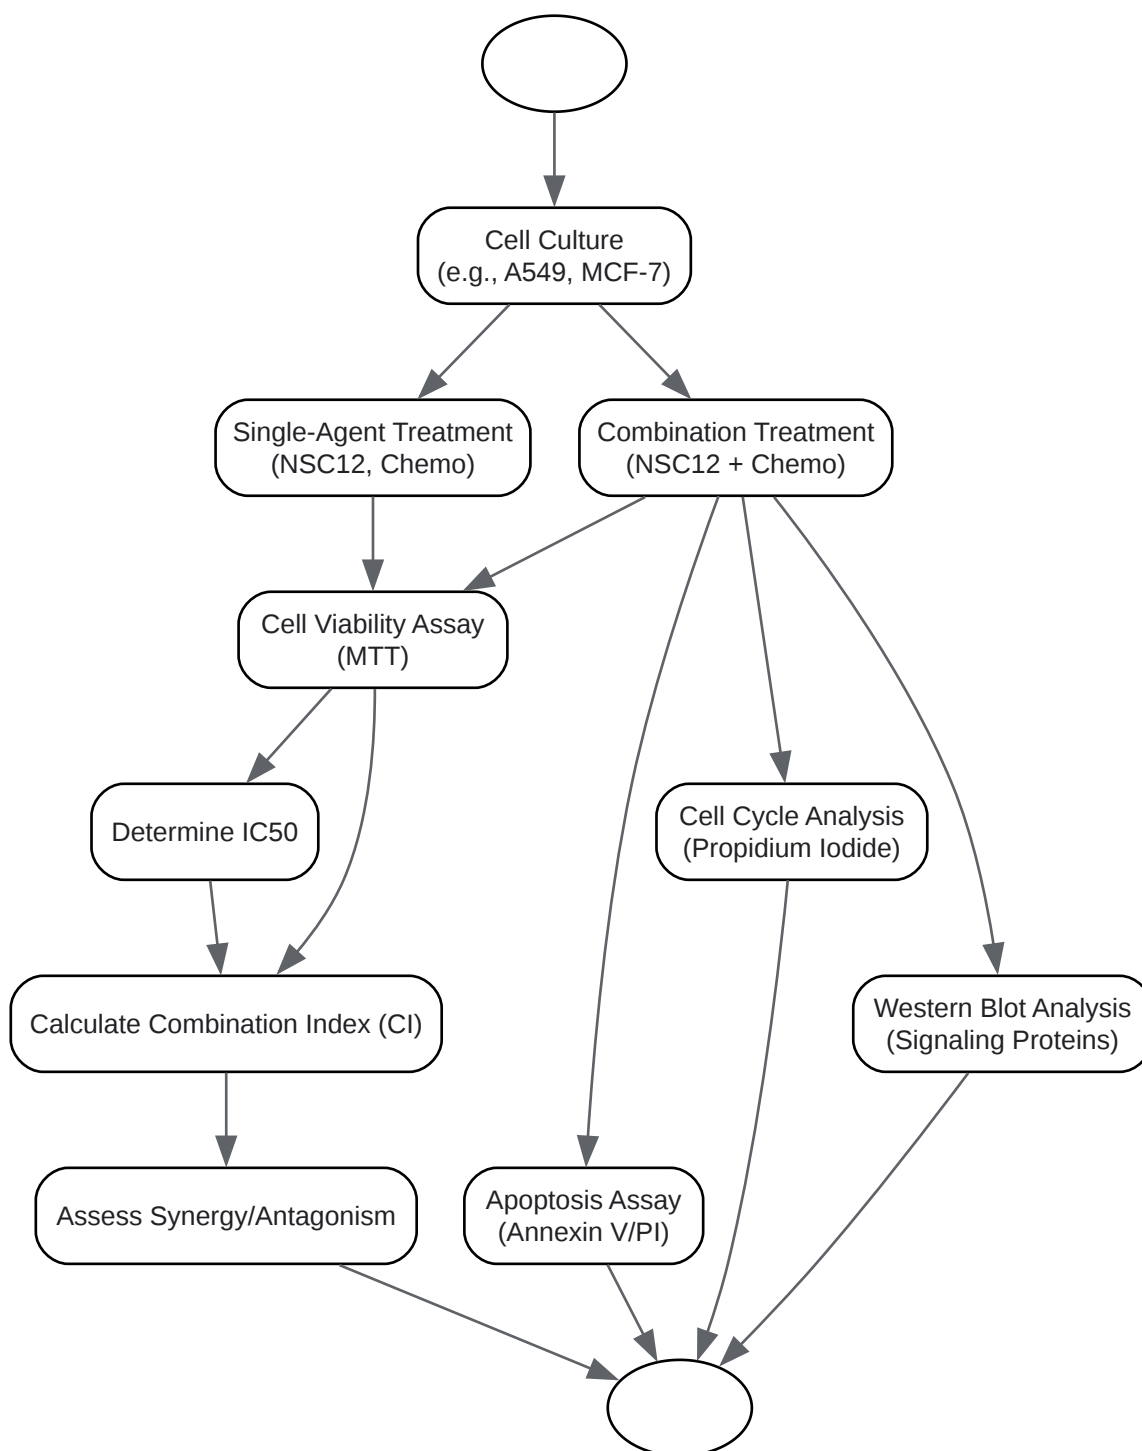 Cell Culture
(e.g., A549, MCF-7)
Single-Agent Treatment
(NSC12, Chemo)
Combination Treatment
(NSC12 + Chemo)
Cell Viability Assay
(MTT)
Determine IC50
Cell Cycle Analysis
(Propidium Iodide)
Calculate Combination Index (CI)
Western Blot Analysis
(Signaling Proteins)
Assess Synergy/Antagonism
Apoptosis Assay
(Annexin V/PI)